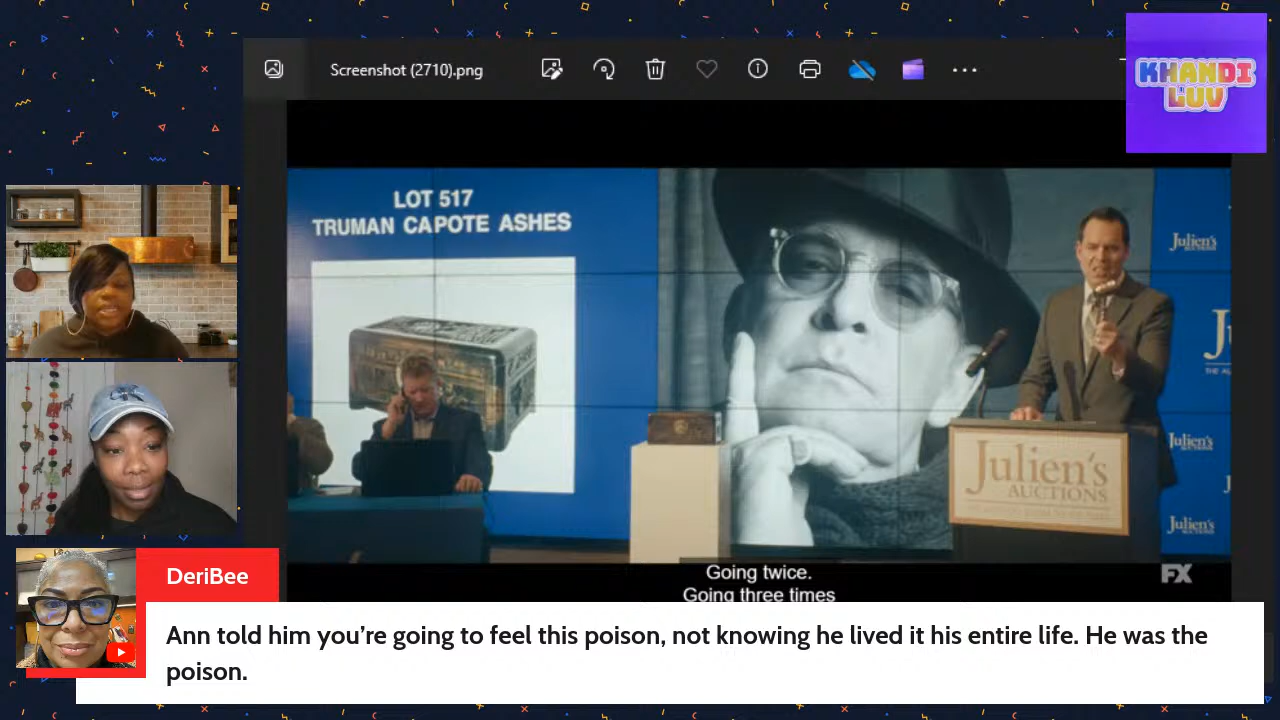 Screenshot (2710).png
KHANDI
LUV
LOT 517
TRUMAN CAPOTE ASHES
Julien's
Julien's
AUCTIONS
Julien's
Julien's
Going twice.
Going three times
FX
DeriBee
Ann told him you're going to feel this poison, not knowing he lived it his entire life. He was the
poison.